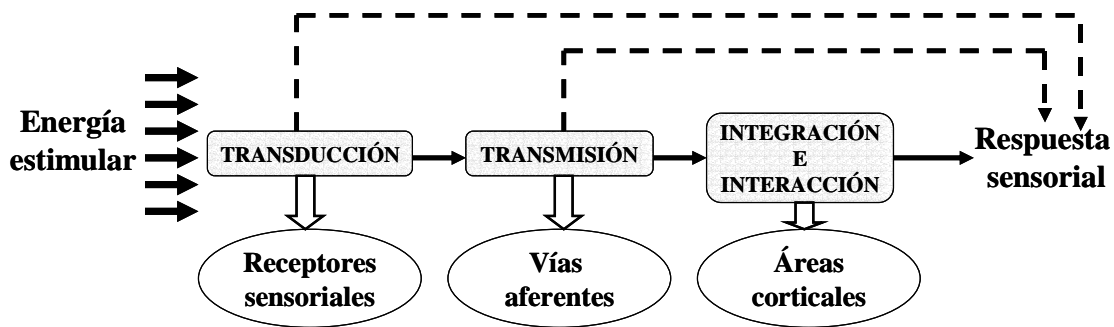 Energía
estimular
TRANSDUCCIÓN
TRANSMISIÓN
INTEGRACIÓN
E
INTERACCIÓN
Respuesta
sensorial
Receptores
sensoriales
Vías
aferentes
Áreas
corticales